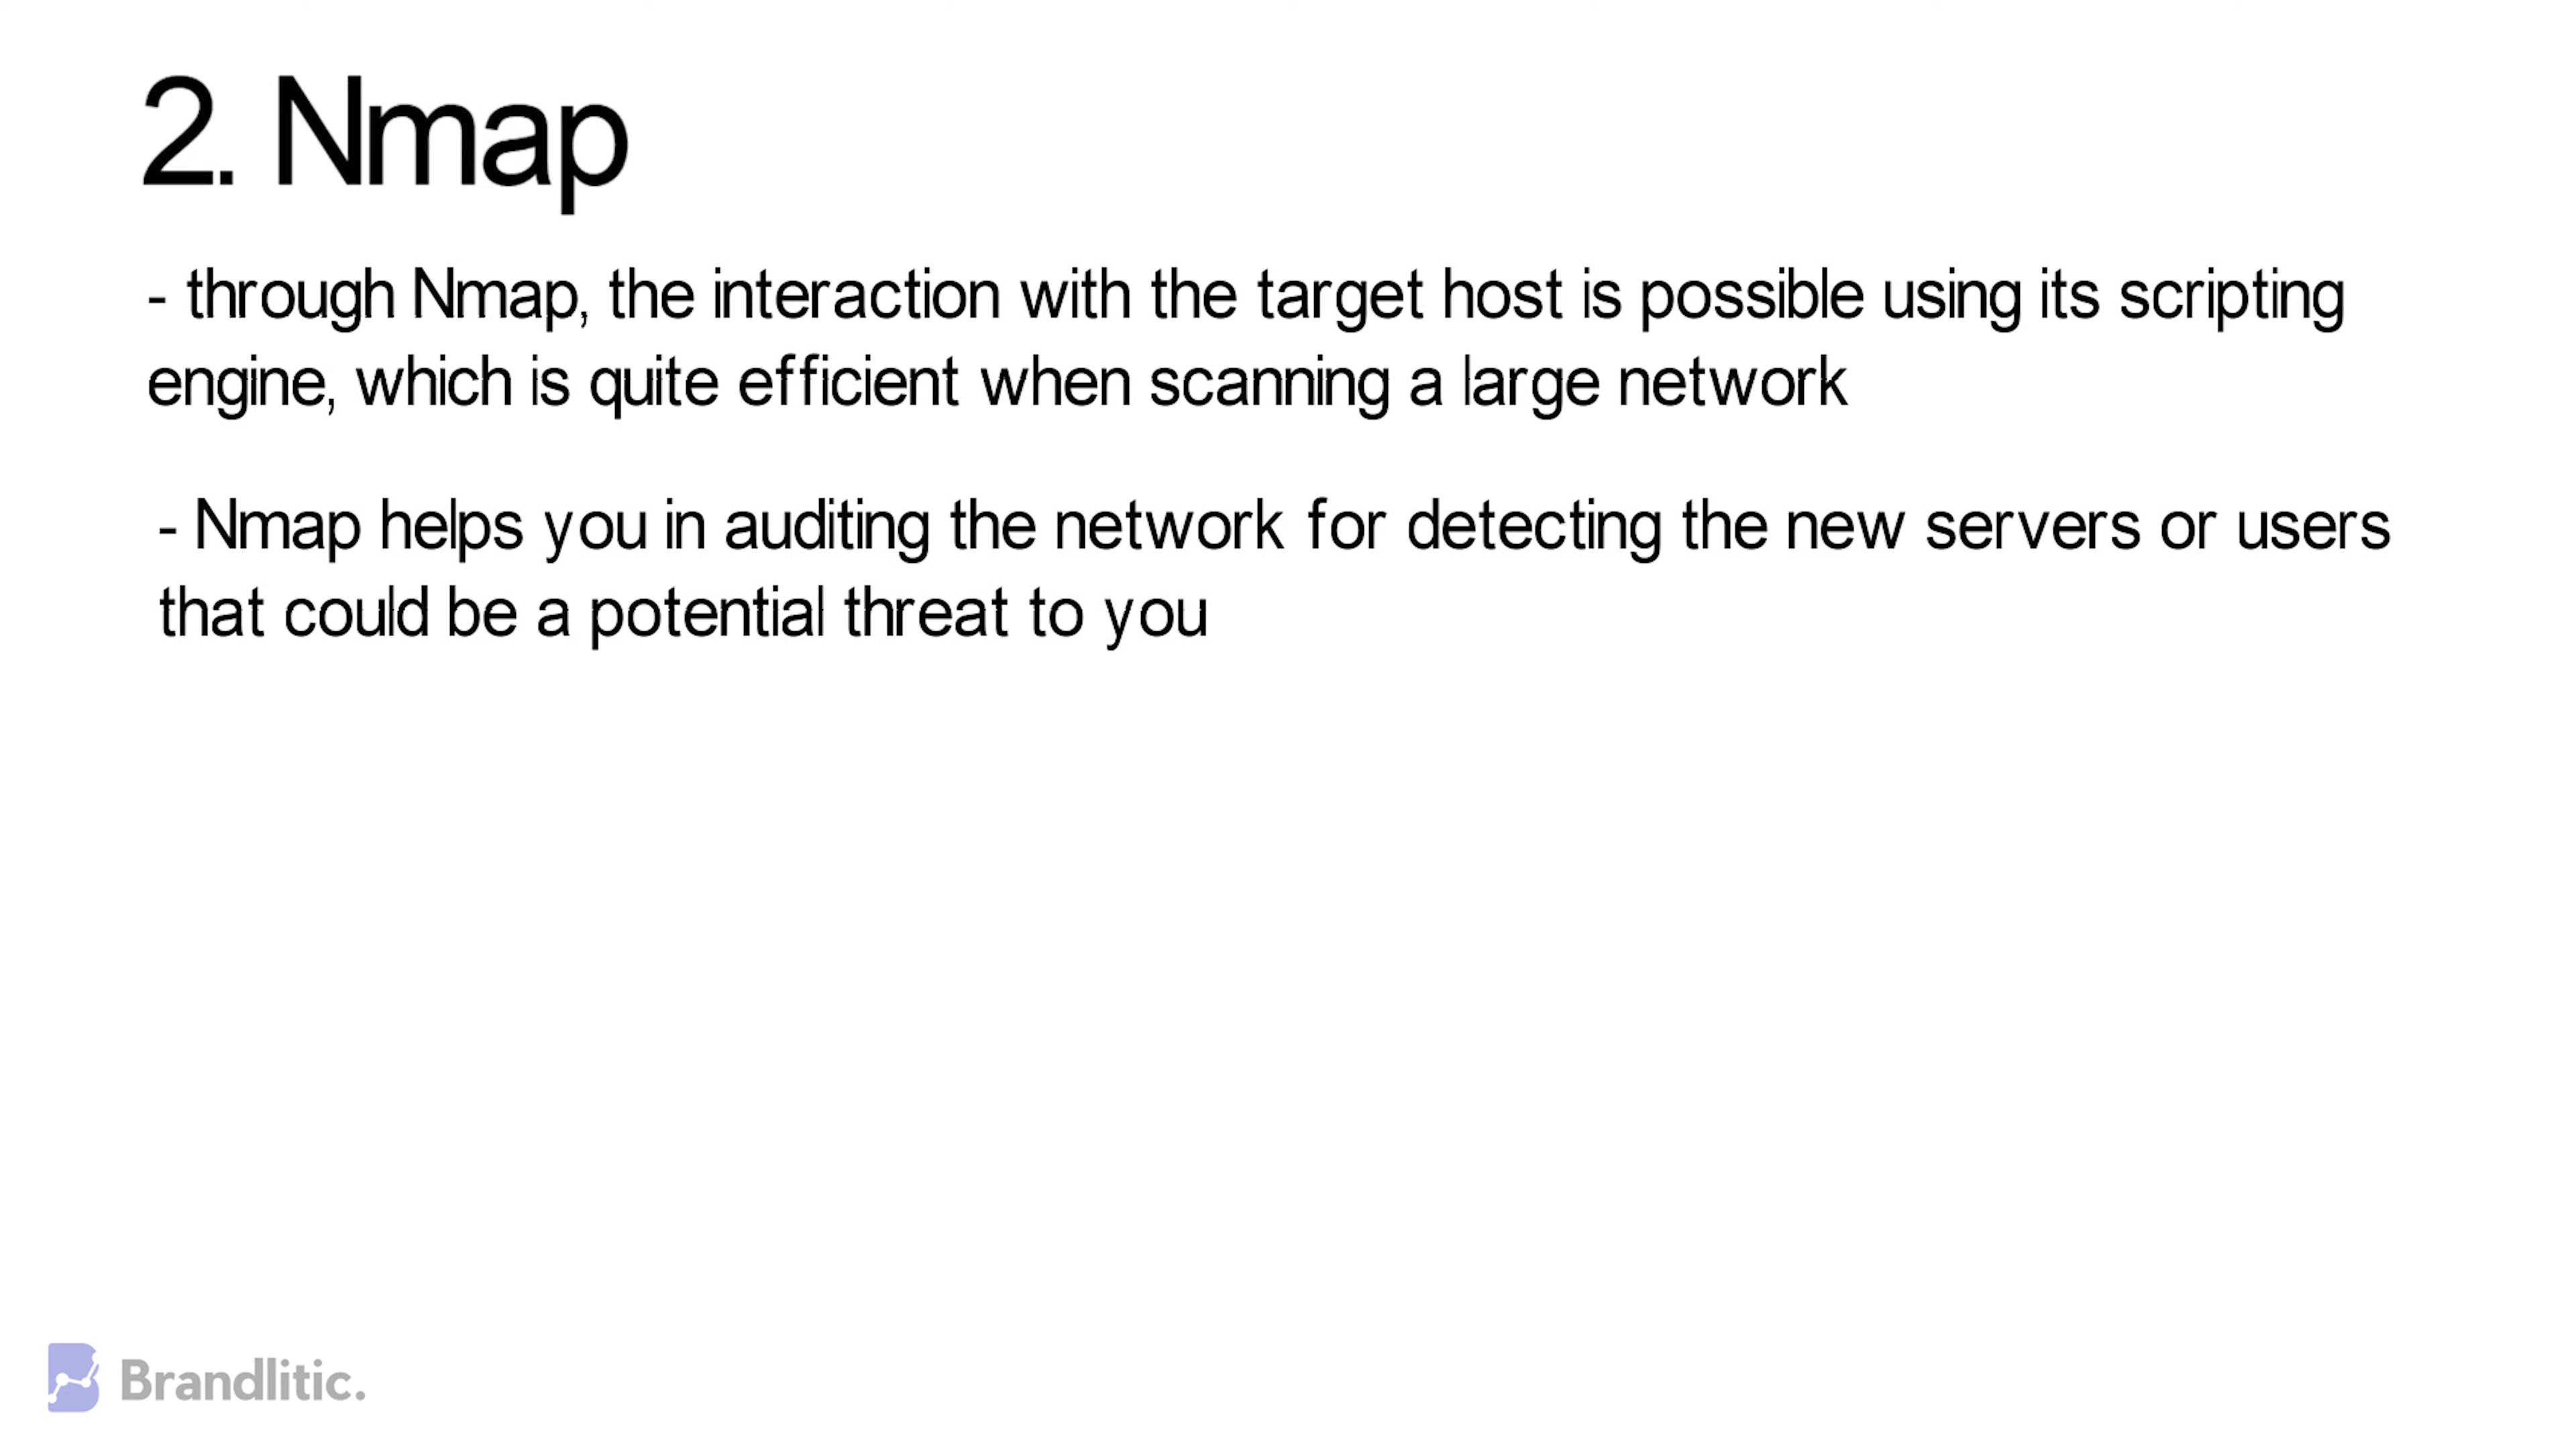 2. Nmap
- through Nmap, the interaction with the target host is possible using its scripting
engine, which is quite efficient when scanning a large network
- Nmap helps you in auditing the network for detecting the new servers or users
that could be a potential threat to you
Brandlitic.